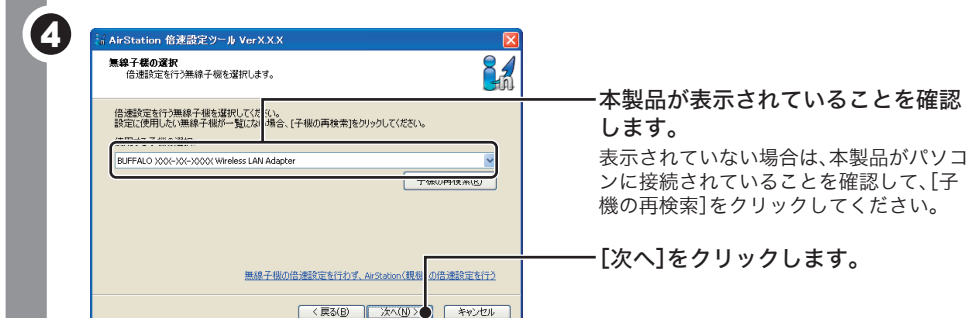 4
AirStation 倍速設定ツール VerX.X.X
無線子機の選択
倍速設定を行う無線子機を選択します。
倍速設定を行う無線子機を選択してください。
設定に使用したい無線子機が一覧にない場合、[子機の再検索]をクリックしてください。
使用する子機の選択
BUFFALO XXX-XX-XXXX Wireless LAN Adapter
子機の再検索(R)
無線子機の倍速設定を行わず、AirStation(親機)の倍速設定を行う
< 戻る(B)
次へ(N) >
キャンセル
本製品が表示されていることを確認
します。
表示されていない場合は、本製品がパソコ
ンに接続されていることを確認して、[子
機の再検索]をクリックしてください。
[次へ]をクリックします。